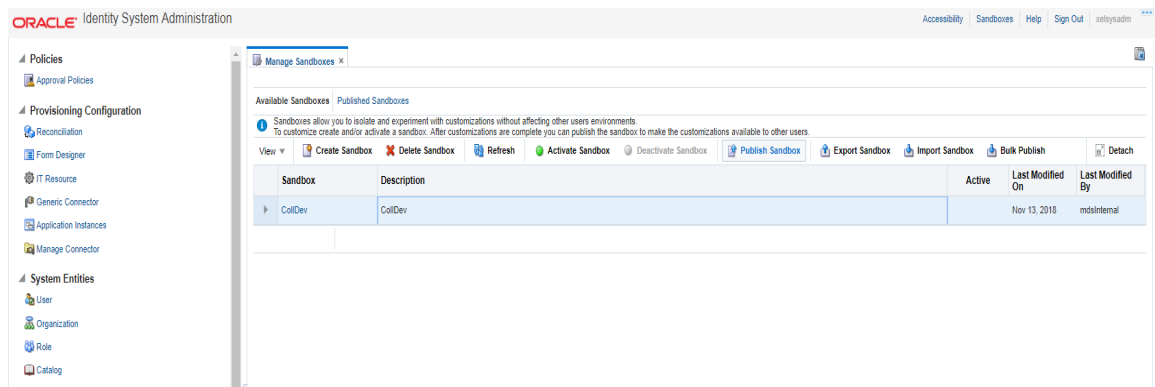 ORACLE® Identity System Administration
Accessibility Sandboxes Help Sign Out xelsysadm
Policies
Approval Policies
Provisioning Configuration
Reconciliation
Form Designer
IT Resource
Generic Connector
Application Instances
Manage Connector
System Entities
User
Organization
Role
Catalog
Manage Sandboxes ×
Available Sandboxes Published Sandboxes
Sandboxes allow you to isolate and experiment with customizations without affecting other users environments.
To customize create and/or activate a sandbox. After customizations are complete you can publish the sandbox to make the customizations available to other users.
View Create Sandbox Delete Sandbox Refresh Activate Sandbox Deactivate Sandbox Publish Sandbox Export Sandbox Import Sandbox Bulk Publish Detach
Sandbox Description Active Last Modified On Last Modified By
CollDev CollDev Nov 13, 2018 mdsInternal